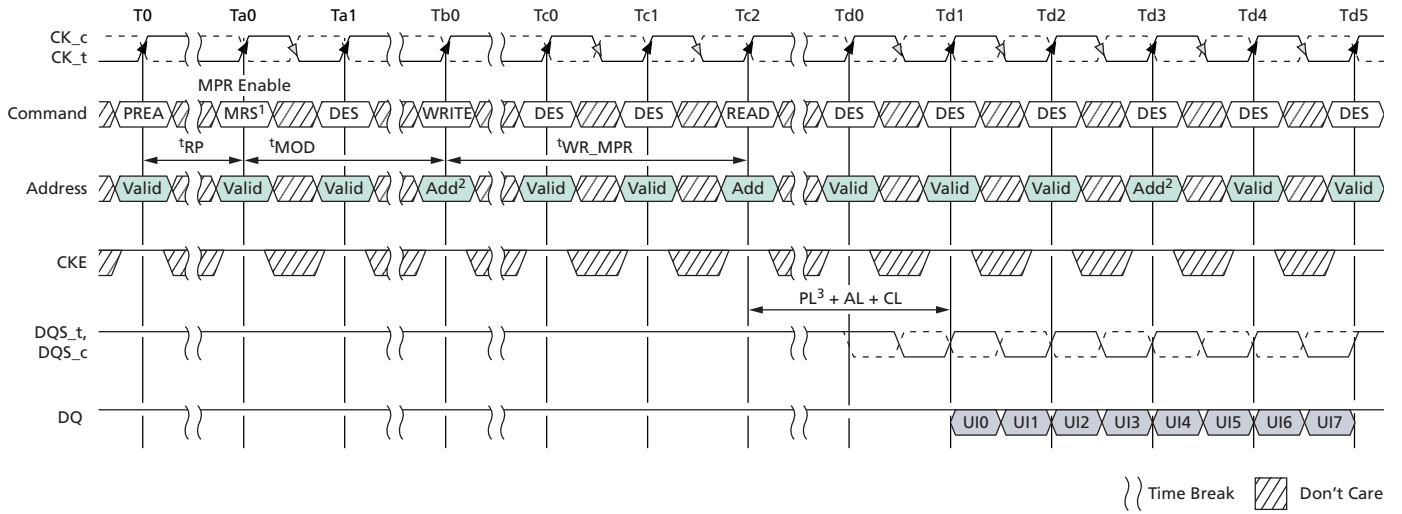 T0 Ta0 Ta1 Tb0 Tc0 Tc1 Tc2 Td0 Td1 Td2 Td3 Td4 Td5
CK_c
CK_t
MPR Enable
Command PREA MRS1 DES WRITE DES DES READ DES DES DES DES DES DES
tRP tMOD tWR_MPR
Address Valid Valid Valid Add2 Valid Valid Add Valid Valid Valid Add2 Valid Valid
CKE
PL3 + AL + CL
DQS_t,
DQS_c
DQ UI0 UI1 UI2 UI3 UI4 UI5 UI6 UI7
Time Break Don't Care